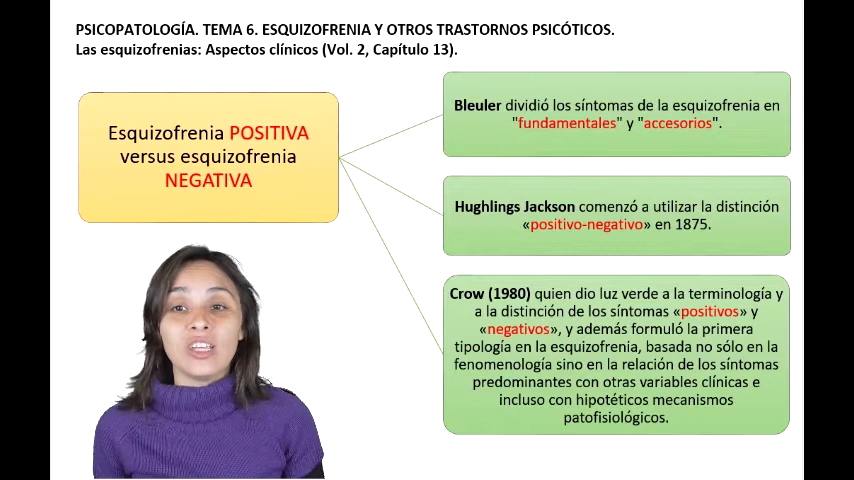 PSICOPATOLOGÍA. TEMA 6. ESQUIZOFRENIA Y OTROS TRASTORNOS PSICÓTICOS.
Las esquizofrenias: Aspectos clínicos (Vol. 2, Capítulo 13).
Esquizofrenia POSITIVA
versus esquizofrenia
NEGATIVA
Bleuler dividió los síntomas de la esquizofrenia en
"fundamentales" y "accesorios".
Hughlings Jackson comenzó a utilizar la distinción
«positivo-negativo» en 1875.
Crow (1980) quien dio luz verde a la terminología y
a la distinción de los síntomas «positivos» y
«negativos», y además formuló la primera
tipología en la esquizofrenia, basada no sólo en la
fenomenología sino en la relación de los síntomas
predominantes con otras variables clínicas e
incluso con hipotéticos mecanismos
patofisiológicos.